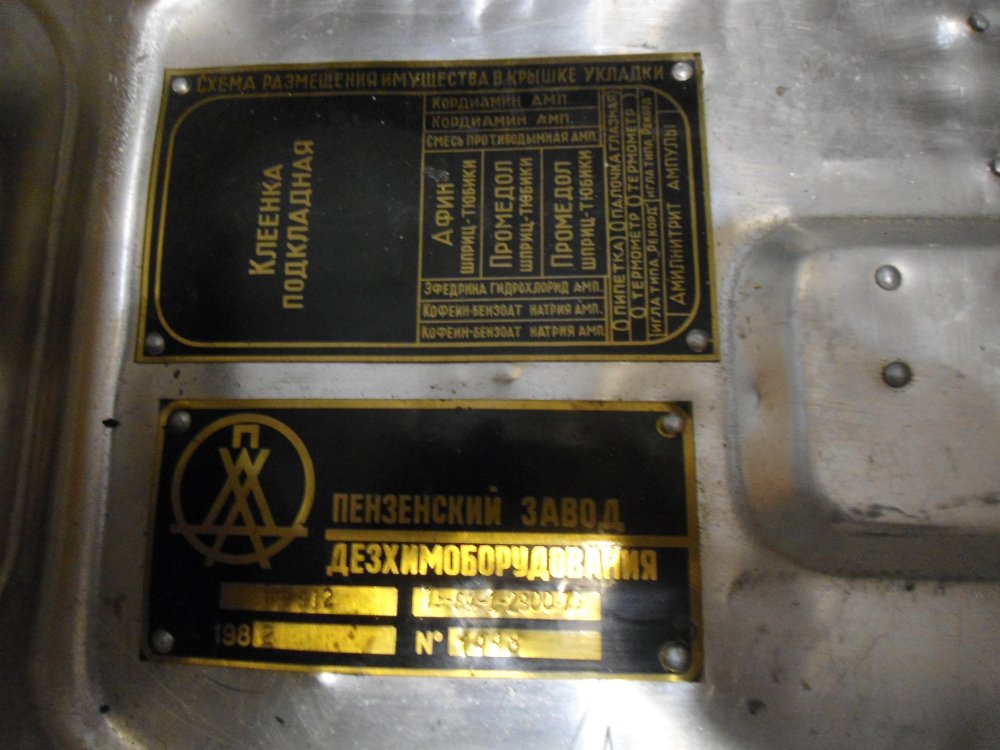 СХЕМА РАЗМЕЩЕНИЯ ИМУЩЕСТВА В КРЫШКЕ УКЛАДКИ
КЛЕЕНКА
ПОДКЛАДНАЯ
КОРДИАМИН АМП.
КОРДИАМИН АМП.
СМЕСЬ ПРОТИВОДЫМНАЯ АМП.
АФИН
ШПРИЦ-ТЮБИКИ
ПРОМЕДОЛ
ШПРИЦ-ТЮБИКИ
ПРОМЕДОЛ
ШПРИЦ-ТЮБИКИ
ЭФЕДРИНА ГИДРОХЛОРИД АМП.
КОФЕИН-БЕНЗОАТ НАТРИЯ АМП.
КОФЕИН-БЕНЗОАТ НАТРИЯ АМП.
ПИПЕТКА ПАЛОЧКА ГЛАЗНАЯ
ТЕРМОМЕТР ТЕРМОМЕТР
ИГЛА ТИПА РЕКОРД ИГЛА ТИПА РЕКОРД
АМИЛНИТРИТ АМПУЛЫ
П
ПЕНЗЕНСКИЙ ЗАВОД
ДЕЗХИМОБОРУДОВАНИЯ
1982
№